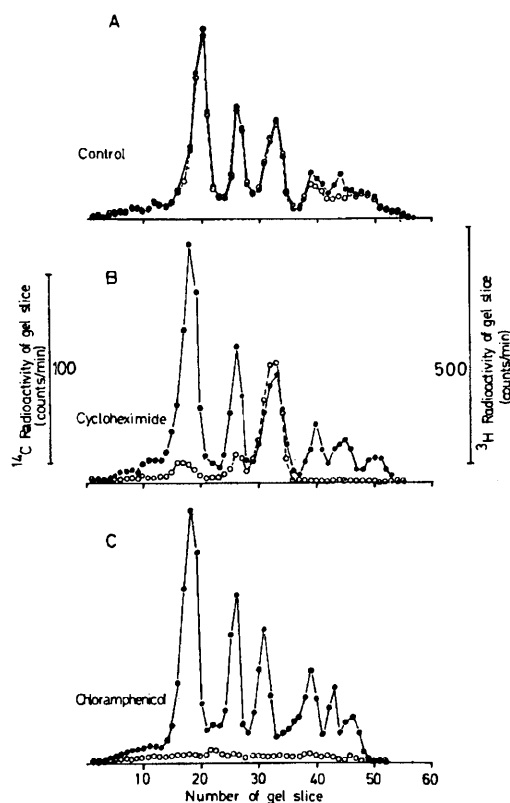 A
Control
B
Cycloheximide
C
Chloramphenicol
¹⁴C Radioactivity of gel slice
(counts/min)
100
500
³H Radioactivity of gel slice
(counts/min)
10 20 30 40 50 60
Number of gel slice